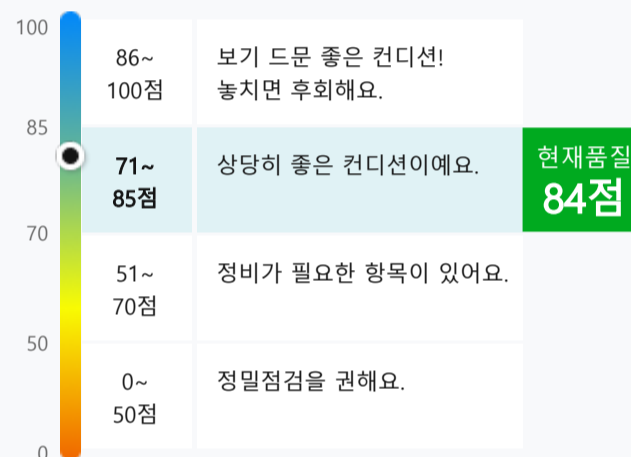 100
86~
100점
보기 드문 좋은 컨디션!
놓치면 후회해요.
85
71~
85점
상당히 좋은 컨디션이예요.
현재품질
84점
70
51~
70점
정비가 필요한 항목이 있어요.
50
0~
50점
정밀점검을 권해요.
0